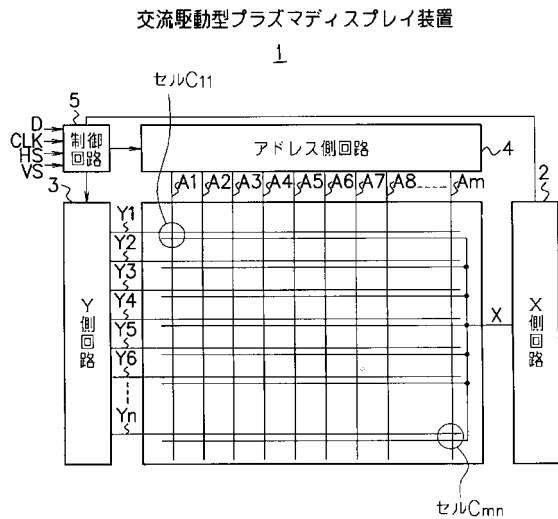 交流駆動型プラズマディスプレイ装置
1
セルC11
5
D
CLK
HS
VS
制御
回路
アドレス側回路
4
3
A1 A2 A3 A4 A5 A6 A7 A8 Am
2
Y1
Y2
Y3
Y4
Y5
Y6
Yn
Y側回路
X
X側回路
セルCmn